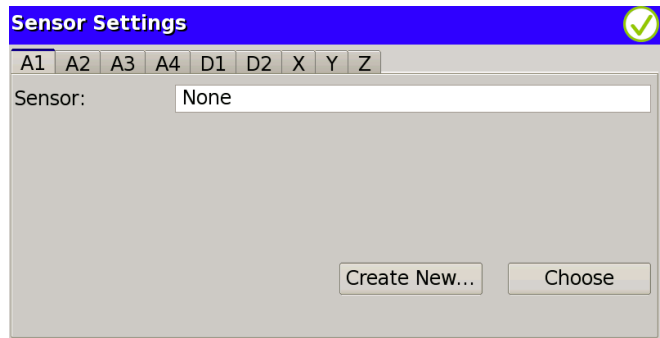 Sensor Settings
A1 A2 A3 A4 D1 D2 X Y Z
Sensor: None
Create New... Choose